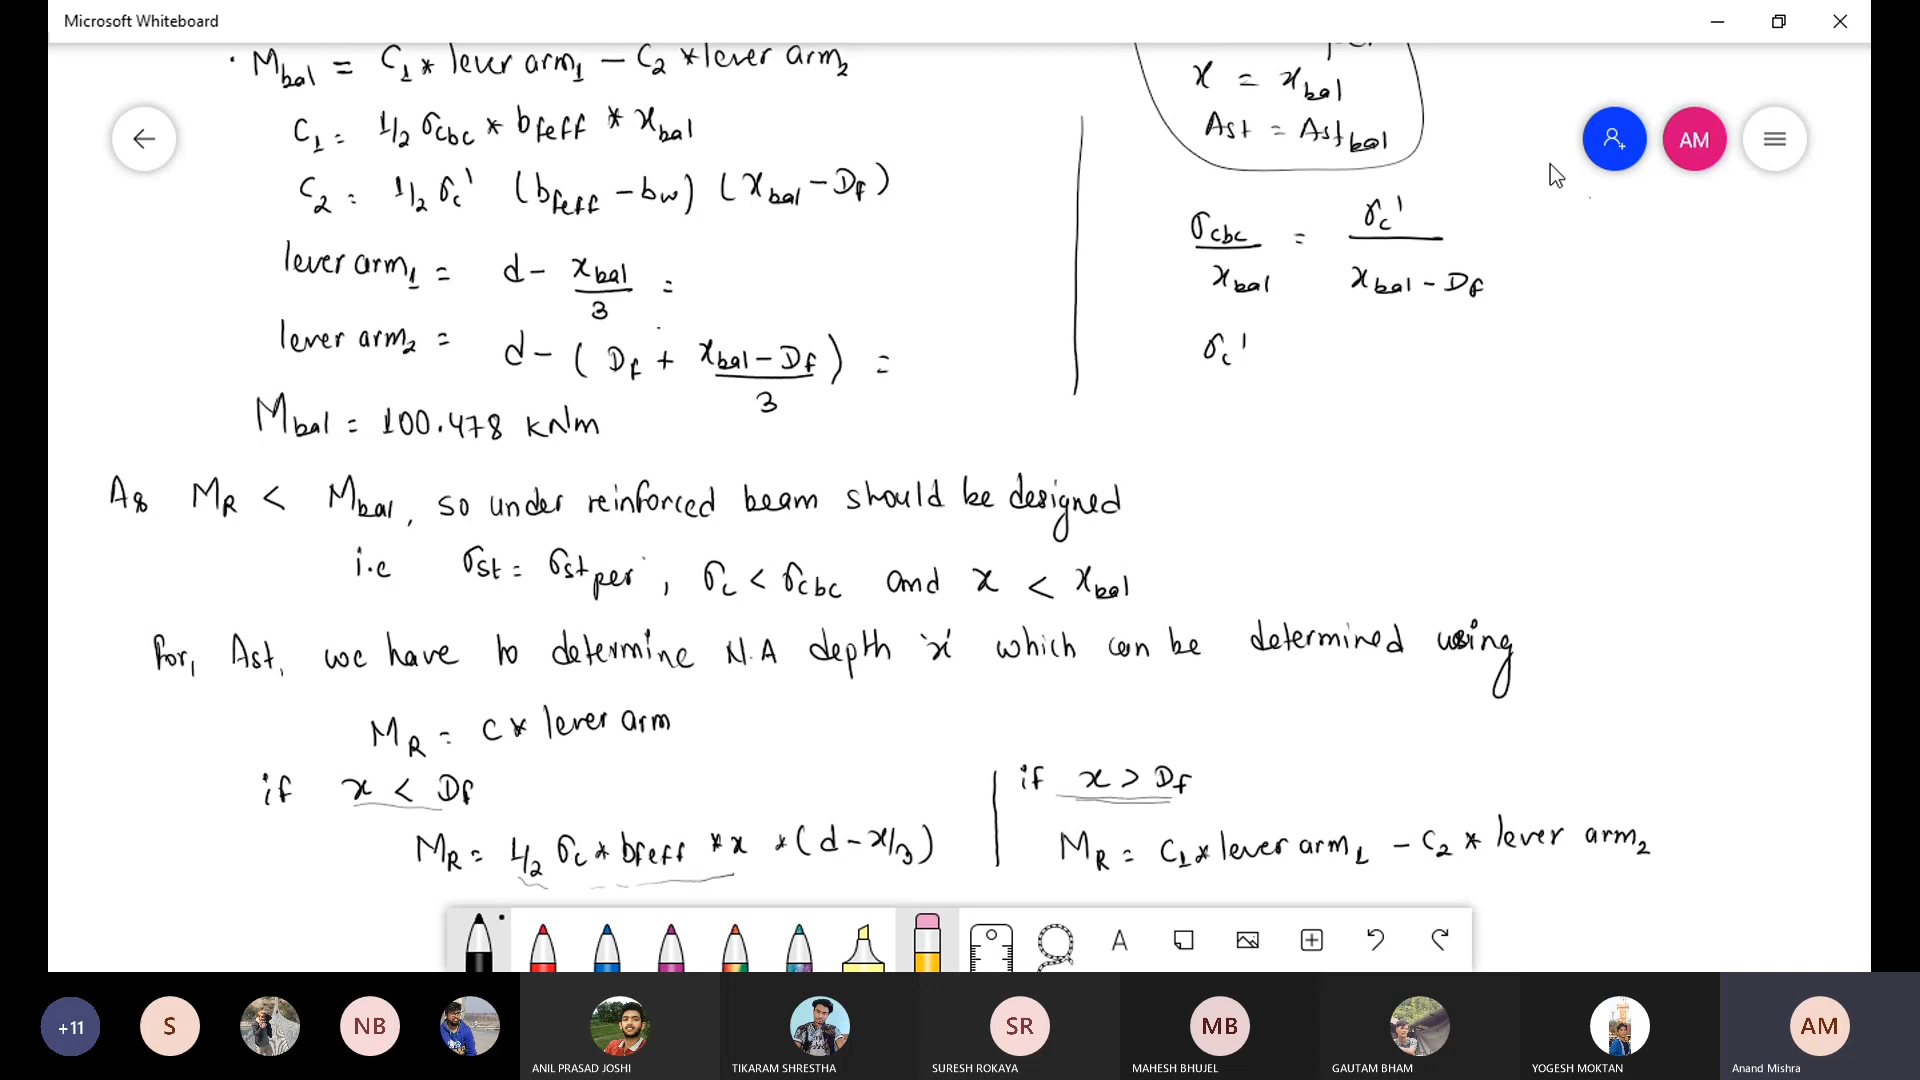 Microsoft Whiteboard
· Mbal = C1 * lever arm1 - C2 * lever arm2
C1 = 1/2 σcbc * bfeff * xbal
C2 = 1/2 σc' (bfeff - bw) (xbal - Df)
lever arm1 = d - xbal/3 =
lever arm2 = d - (Df + xbal - Df/3) =
Mbal = 100.478 kNm
x = xbal
Ast = Astbal
σcbc/xbal = σc'/xbal - Df
σc'
As MR < Mbal, so under reinforced beam should be designed
i.e σst = σstper, σc < σcbc and x < xbal
For, Ast, we have to determine N.A depth 'x' which can be determined using
MR = C * lever arm
if x < Df
MR = 1/2 σc * bfeff * x * (d - x/3)
if x > Df
MR = C1 * lever arm1 - C2 * lever arm2
AM
A
+11
S
NB
SR
MB
AM
ANIL PRASAD JOSHI
TIKARAM SHRESTHA
SURESH ROKAYA
MAHESH BHUJEL
GAUTAM BHAM
YOGESH MOKTAN
Anand Mishra